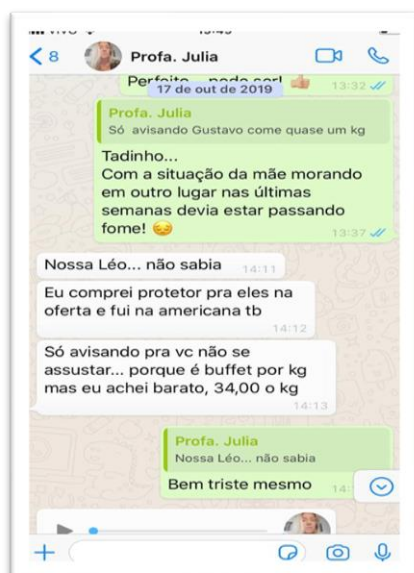 8 Profa. Julia
Perfeito... pode ser! 👍 13:32
17 de out de 2019
Profa. Julia
Só avisando Gustavo come quase um kg
Tadinho...
Com a situação da mãe morando
em outro lugar nas últimas
semanas devia estar passando
fome! 😔 13:37
Nossa Léo... não sabia 14:11
Eu comprei protetor pra eles na
oferta e fui na americana tb
14:12
Só avisando pra vc não se
assustar... porque é buffet por kg
mas eu achei barato, 34,00 o kg
14:13
Profa. Julia
Nossa Léo... não sabia
Bem triste mesmo 14: